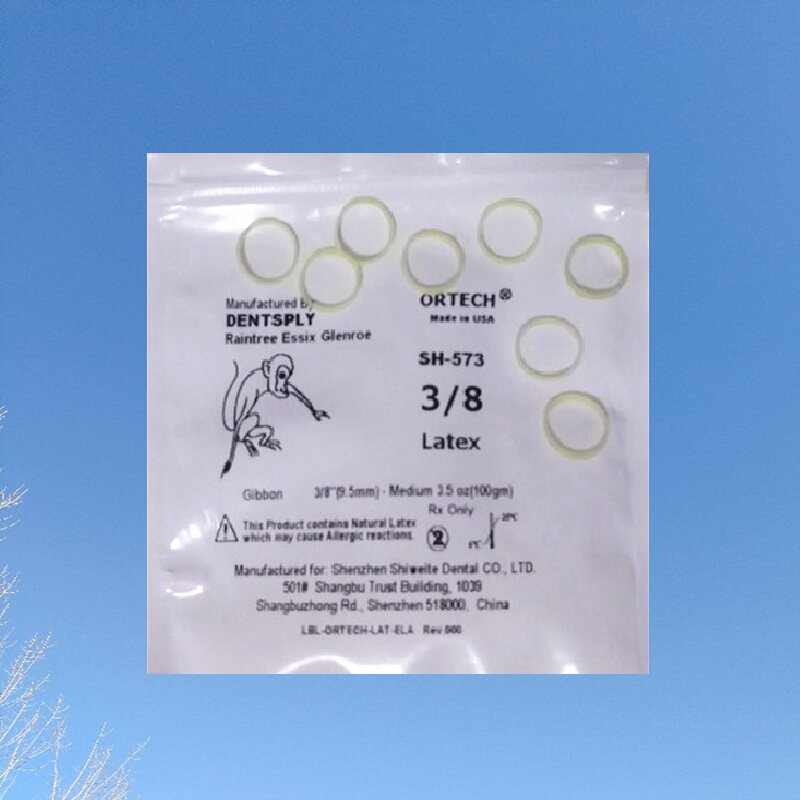 Manufactured By
DENTSPLY
Raintree Essix Glenroe
ORTECH®
Made in USA
SH-573
3/8
Latex
Gibbon
3/8"(9.5mm) - Medium 3.5 oz(100gm)
Rx Only
This Product contains Natural Latex
which may cause Allergic reactions.
2
Manufactured for: Shenzhen Shiweite Dental CO., LTD.
501# Shangbu Trust Building, 1039
Shangbuzhong Rd., Shenzhen 518000, China
LBL-ORTECH-LAT-ELA Rev.